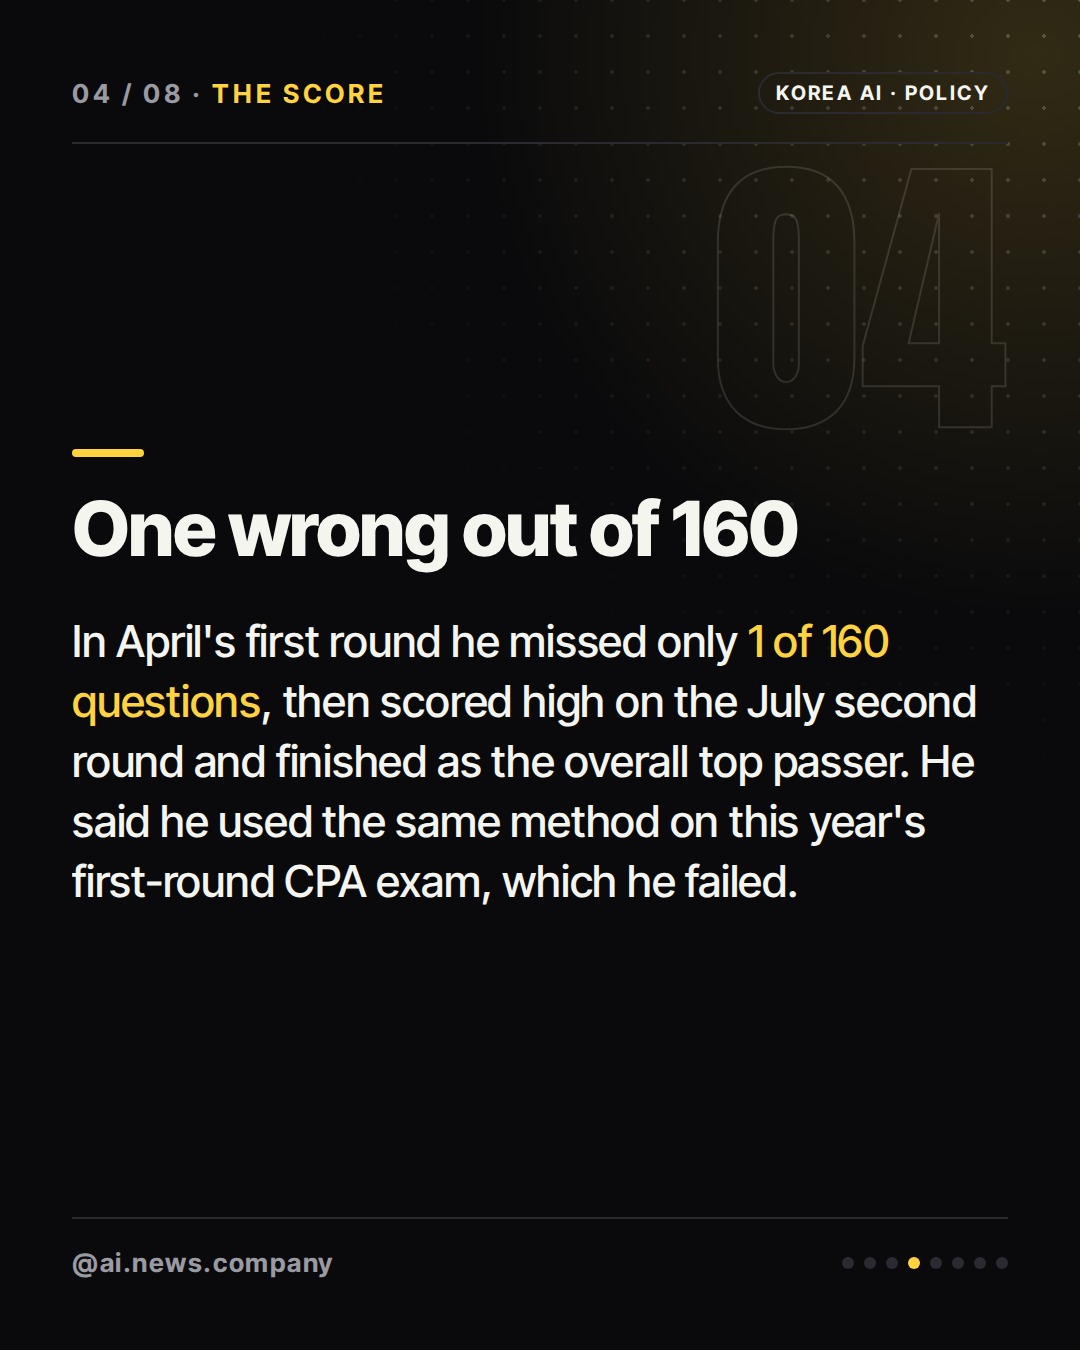 04 / 08 · THE SCORE
KOREA AI · POLICY
04
One wrong out of 160
In April's first round he missed only 1 of 160
questions, then scored high on the July second
round and finished as the overall top passer. He
said he used the same method on this year's
first-round CPA exam, which he failed.
@ai.news.company